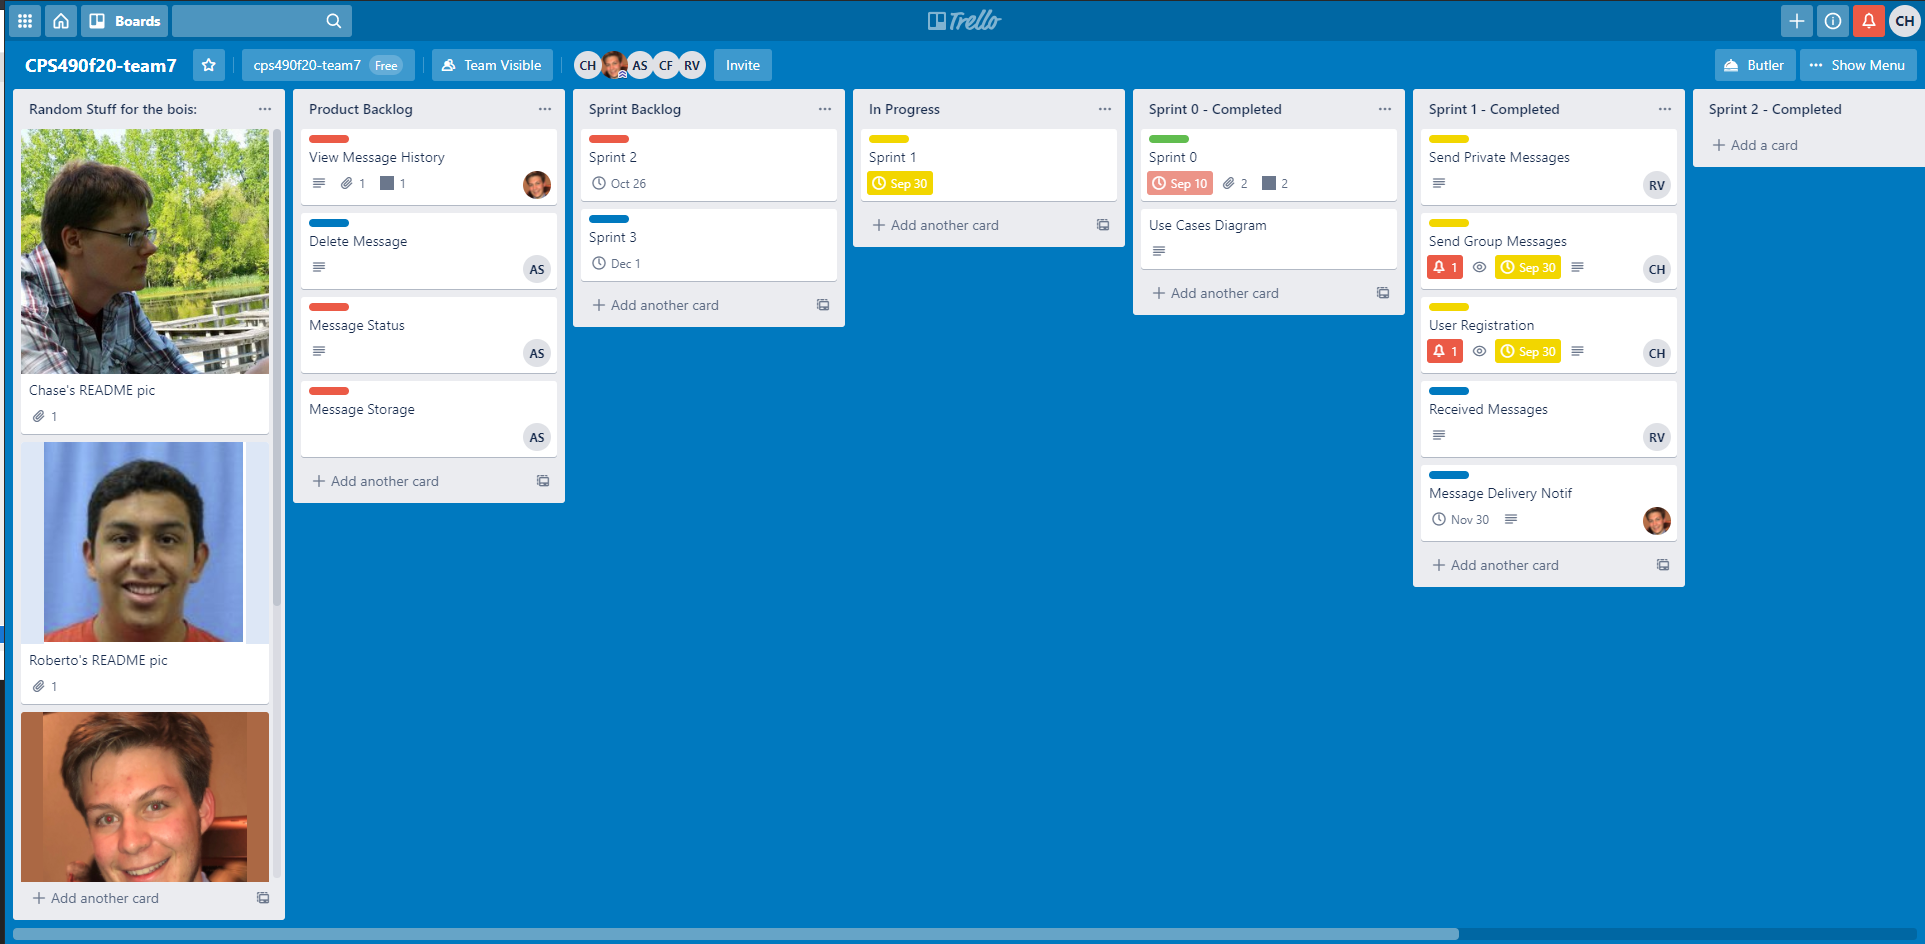 Boards
Trello
CH
CPS490f20-team7
cps490f20-team7 Free
Team Visible
CH AS CF RV
Invite
Butler
Show Menu
Random Stuff for the bois:
Chase's README pic
1
Roberto's README pic
1
+ Add another card
Product Backlog
View Message History
1 1
Delete Message
AS
Message Status
AS
Message Storage
AS
+ Add another card
Sprint Backlog
Sprint 2
Oct 26
Sprint 3
Dec 1
+ Add another card
In Progress
Sprint 1
Sep 30
+ Add another card
Sprint 0 - Completed
Sprint 0
Sep 10 2 2
Use Cases Diagram
+ Add another card
Sprint 1 - Completed
Send Private Messages
RV
Send Group Messages
1 Sep 30 CH
User Registration
1 Sep 30 CH
Received Messages
RV
Message Delivery Notif
Nov 30
+ Add another card
Sprint 2 - Completed
+ Add a card